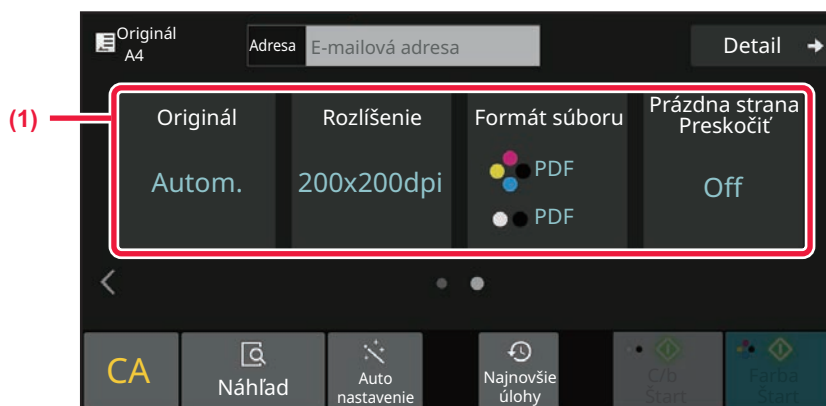 Originál
A4
Adresa
E-mailová adresa
Detail
(1)
Originál
Autom.
Rozlíšenie
200x200dpi
Formát súboru
PDF
PDF
Prázdna strana
Preskočiť
Off
CA
Náhľad
Auto
nastavenie
Najnovšie
úlohy
C/b
Štart
Farba
Štart